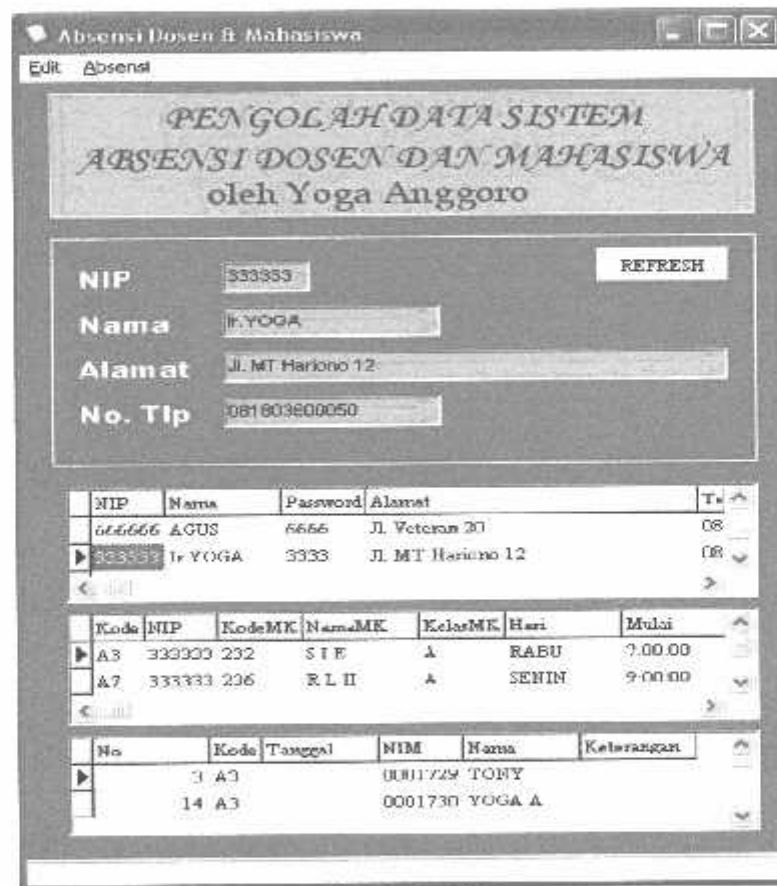 Absensi Dosen & Mahasiswa
Edit Absensi
PENGOLAH DATA SISTEM
ABSENSI DOSEN DAN MAHASISWA
oleh Yoga Anggoro
REFRESH
NIP 333333
Nama Ir.YOGA
Alamat Jl. MT Hariono 12
No. Tlp 081803600050
NIP Nama Password Alamat
666666 AGUS 6666 Jl. Veteran 20 08
333333 Ir.YOGA 3333 Jl. MT Hariono 12 08
Kode NIP KodeMK NamaMK KelasMK Hari Mulai
A3 333333 232 S I E A RABU 7:00:00
A7 333333 236 R L II A SENIN 9:00:00
No Kode Tanggal NIM Nama Keterangan
3 A3 0001729 TONY
14 A3 0001730 YOGA A